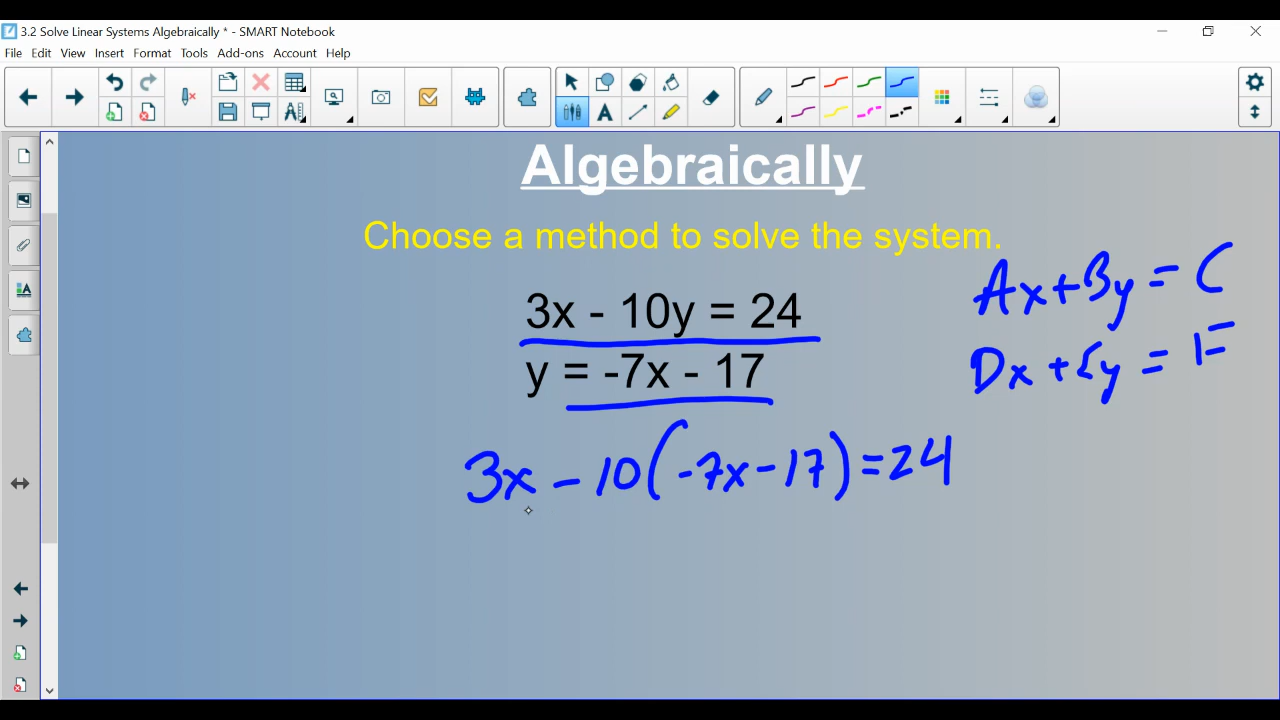 3.2 Solve Linear Systems Algebraically * - SMART Notebook
File Edit View Insert Format Tools Add-ons Account Help
Algebraically
Choose a method to solve the system.
3x - 10y = 24
y = -7x - 17
Ax + By = C
Dx + Ey = F
3x - 10(-7x - 17) = 24